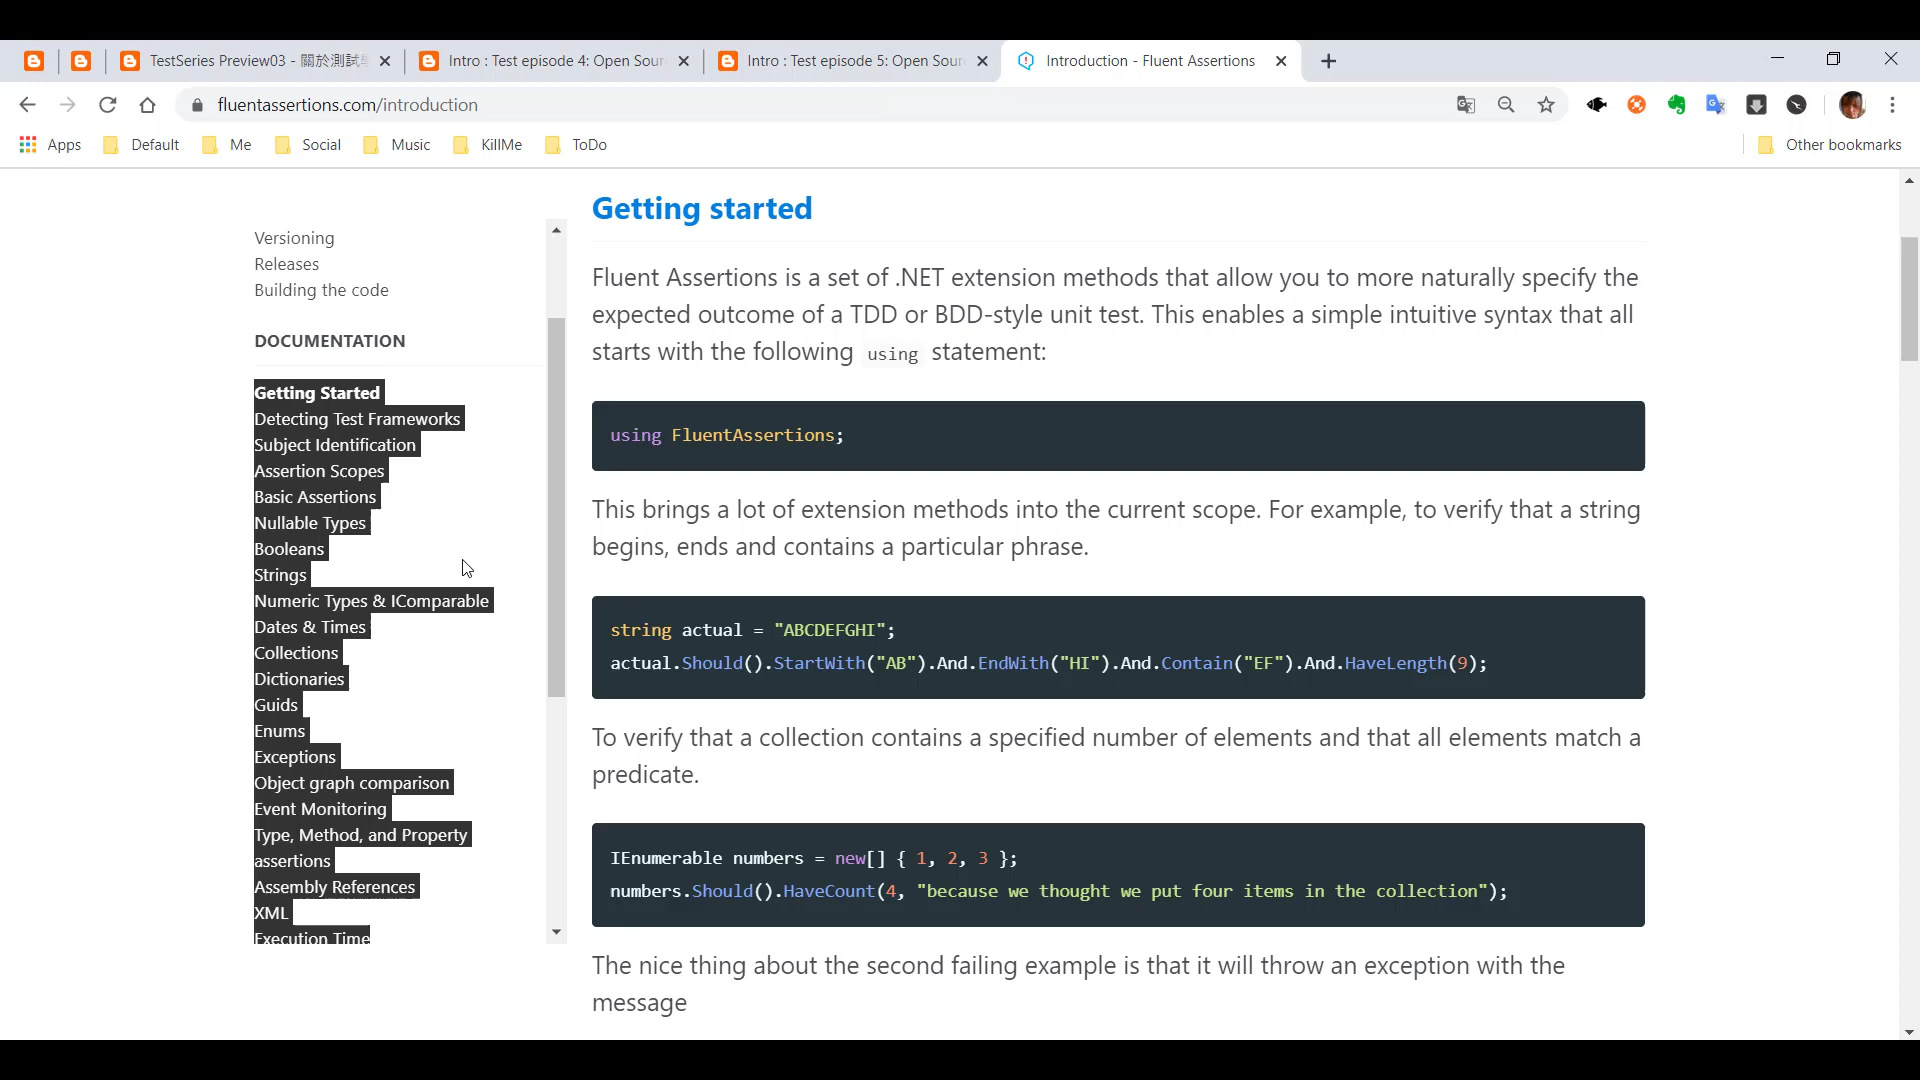 TestSeries Preview03 - 關於測試
Intro : Test episode 4: Open Sour
Intro : Test episode 5: Open Sour
Introduction - Fluent Assertions
fluentassertions.com/introduction
Apps
Default
Me
Social
Music
KillMe
ToDo
Other bookmarks
Versioning
Releases
Building the code
DOCUMENTATION
Getting Started
Detecting Test Frameworks
Subject Identification
Assertion Scopes
Basic Assertions
Nullable Types
Booleans
Strings
Numeric Types & IComparable
Dates & Times
Collections
Dictionaries
Guids
Enums
Exceptions
Object graph comparison
Event Monitoring
Type, Method, and Property
assertions
Assembly References
XML
Execution Time
Getting started
Fluent Assertions is a set of .NET extension methods that allow you to more naturally specify the
expected outcome of a TDD or BDD-style unit test. This enables a simple intuitive syntax that all
starts with the following using statement:
using FluentAssertions;
This brings a lot of extension methods into the current scope. For example, to verify that a string
begins, ends and contains a particular phrase.
string actual = "ABCDEFGHI";
actual.Should().StartWith("AB").And.EndWith("HI").And.Contain("EF").And.HaveLength(9);
To verify that a collection contains a specified number of elements and that all elements match a
predicate.
IEnumerable numbers = new[] { 1, 2, 3 };
numbers.Should().HaveCount(4, "because we thought we put four items in the collection");
The nice thing about the second failing example is that it will throw an exception with the
message